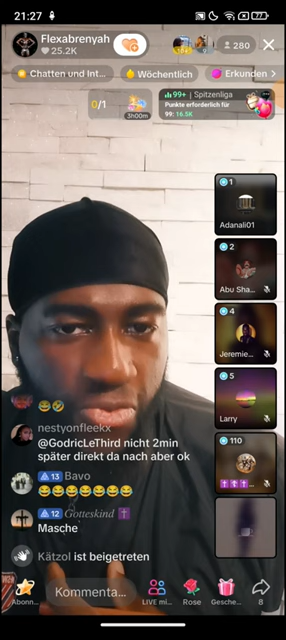 21:27
77
Flexabrenyah
25.2K
280
Chatten und Int...
Wöchentlich
Erkunden >
0/1
3h00m
99+ | Spitzenliga
Punkte erforderlich für
99: 16.5K
1
Adanali01
2
Abu Sha...
4
Jeremie...
5
Larry
110
😂🤣
nestyonfleekx
@GodricLeThird nicht 2min
später direkt da nach aber ok
13 Bavo
😂😂😂😂😂😂😂
12 Gotteskind ✝️
Masche
Kätzol ist beigetreten
Kommenta...
Abonn...
LIVE mi...
Rose
Gesche...
8